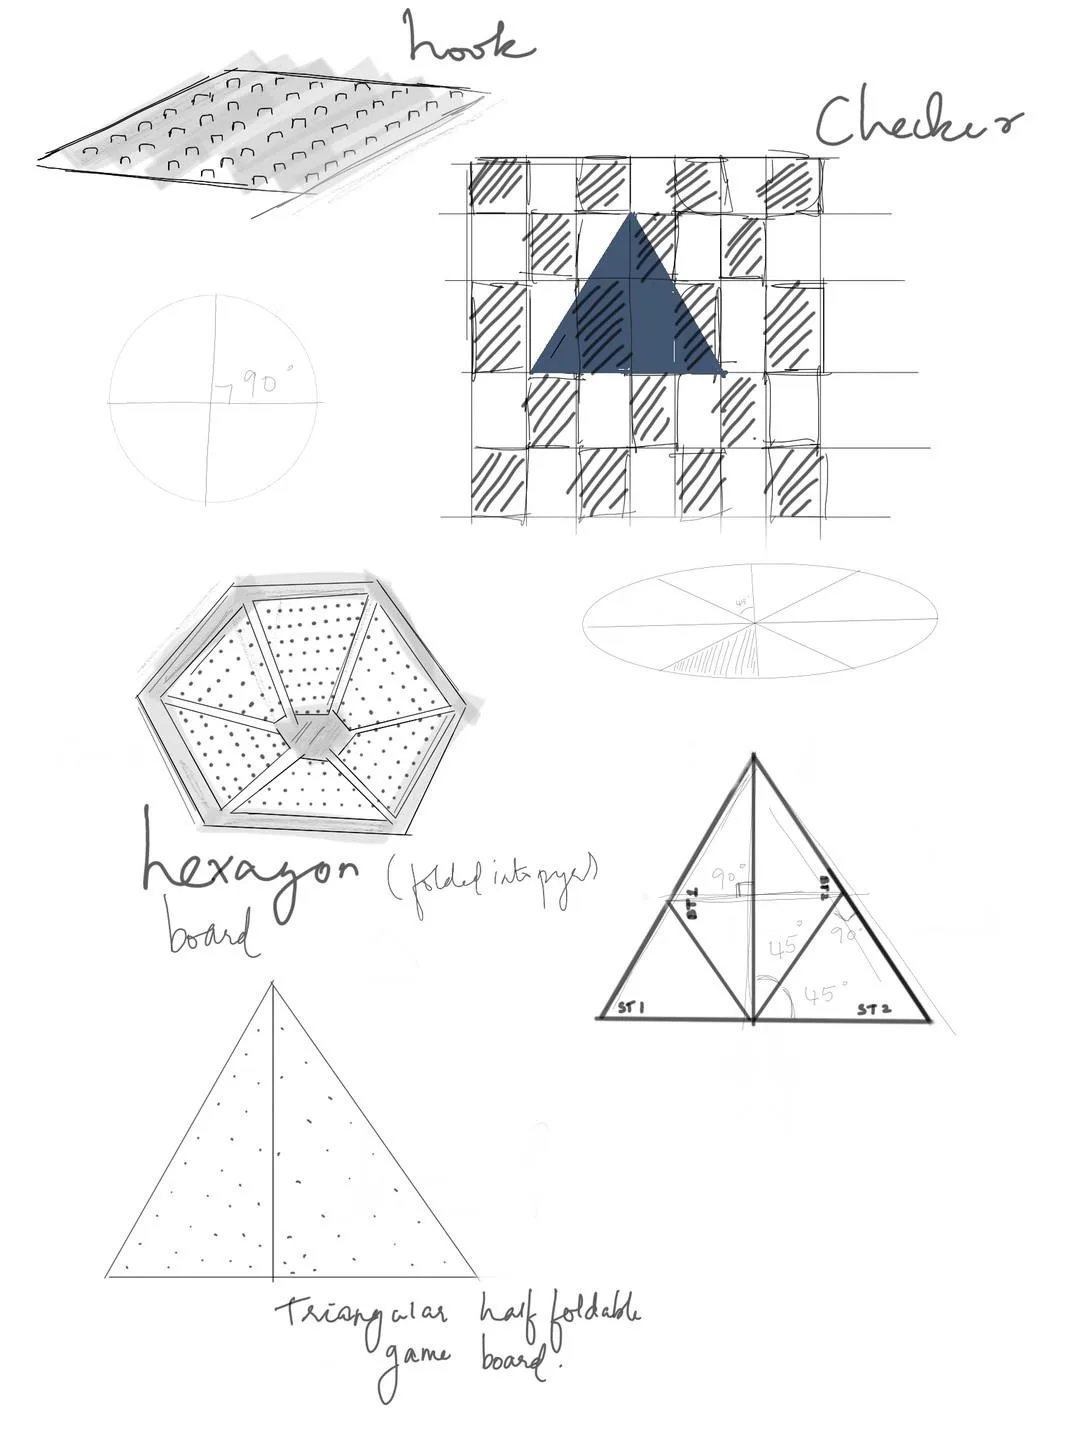 hook
Checker
90°
45°
hexagon (folded into
board
90°
45°
90°
45°
ST1
ST2
Triangular half foldable
game board.